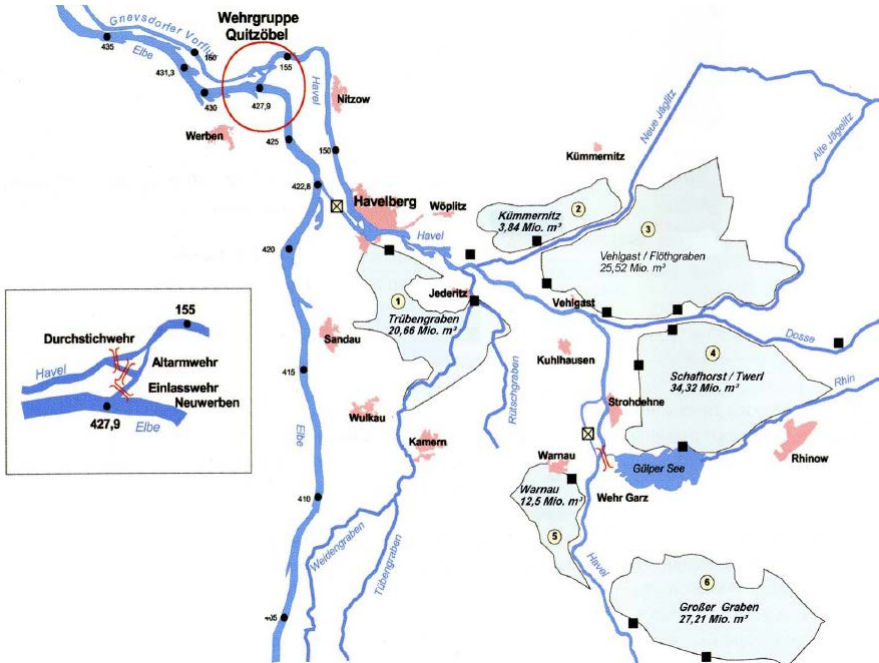 Wehrgruppe
Quitzöbel
Gnevsdorfer Vorflut
435
Elbe
160
155
431,3
430
427,9
Havel
Nitzow
Werben
425
150
422,8
Havelberg
Wöplitz
Havel
420
Kümmernitz
Neue Jäglitz
Alte Jägelitz
2
Kümmernitz
3,84 Mio. m³
3
Vehlgast / Flöthgraben
25,52 Mio. m³
1
Jederitz
Trübengraben
20,66 Mio. m³
Vehlgast
Sandau
Kuhlhausen
Dosse
4
Schafhorst / Twerl
34,32 Mio. m³
Rhin
415
Rütschgraben
Strohdehne
Wulkau
Kamern
Elbe
Warnau
Gülper See
Rhinow
Wehr Garz
Warnau
12,5 Mio. m³
5
410
Weidengraben
Tübengraben
Havel
6
Großer Graben
27,21 Mio. m³
155
Durchstichwehr
Havel
Altarmwehr
Einlasswehr
Neuwerben
427,9
Elbe